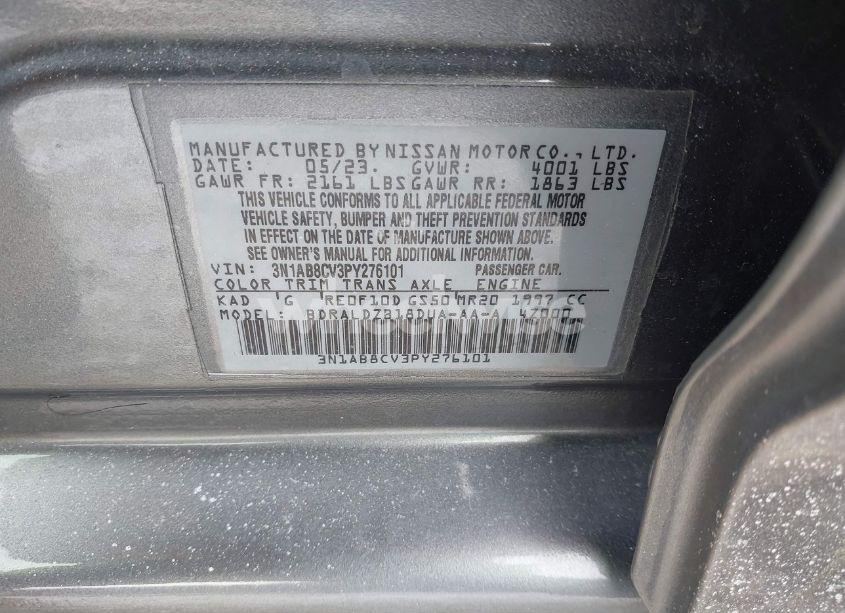 MANUFACTURED BY NISSAN MOTOR CO., LTD.
DATE: 05/23. GVWR: 4001 LBS
GAWR FR: 2161 LBS GAWR RR: 1863 LBS
THIS VEHICLE CONFORMS TO ALL APPLICABLE FEDERAL MOTOR
VEHICLE SAFETY, BUMPER AND THEFT PREVENTION STANDARDS
IN EFFECT ON THE DATE OF MANUFACTURE SHOWN ABOVE.
SEE OWNER'S MANUAL FOR ADDITIONAL INFORMATION.
VIN: 3N1AB8CV3PY276101 PASSENGER CAR.
COLOR TRIM TRANS AXLE ENGINE
KAD 'G RE0F10D GS50 MR20 1997 CC
MODEL: BDRALDZB18DUA-AA-A 4Z000
3N1AB8CV3PY276101